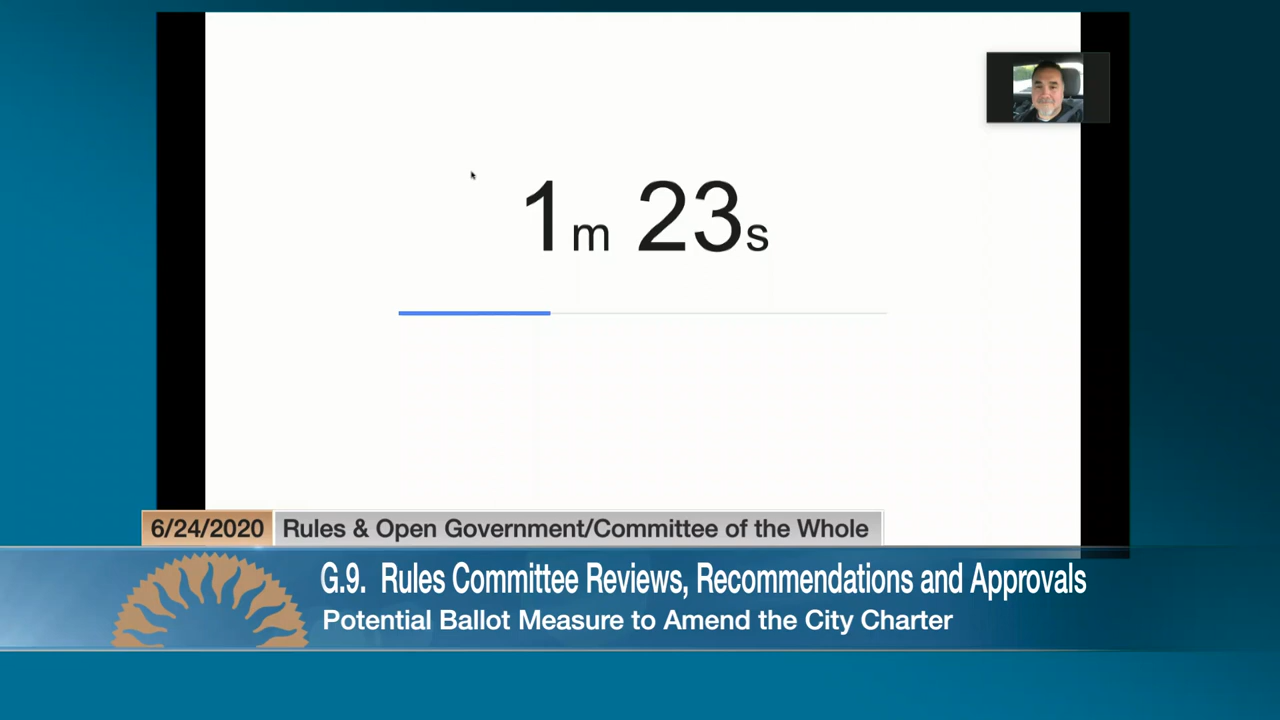 1m 23s
6/24/2020 Rules & Open Government/Committee of the Whole
G.9. Rules Committee Reviews, Recommendations and Approvals
Potential Ballot Measure to Amend the City Charter